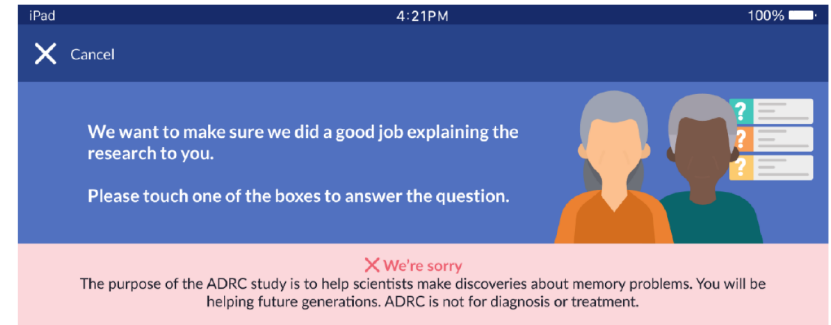 iPad 4:21PM 100%
Cancel
We want to make sure we did a good job explaining the
research to you.
Please touch one of the boxes to answer the question.
?
?
?
We're sorry
The purpose of the ADRC study is to help scientists make discoveries about memory problems. You will be
helping future generations. ADRC is not for diagnosis or treatment.